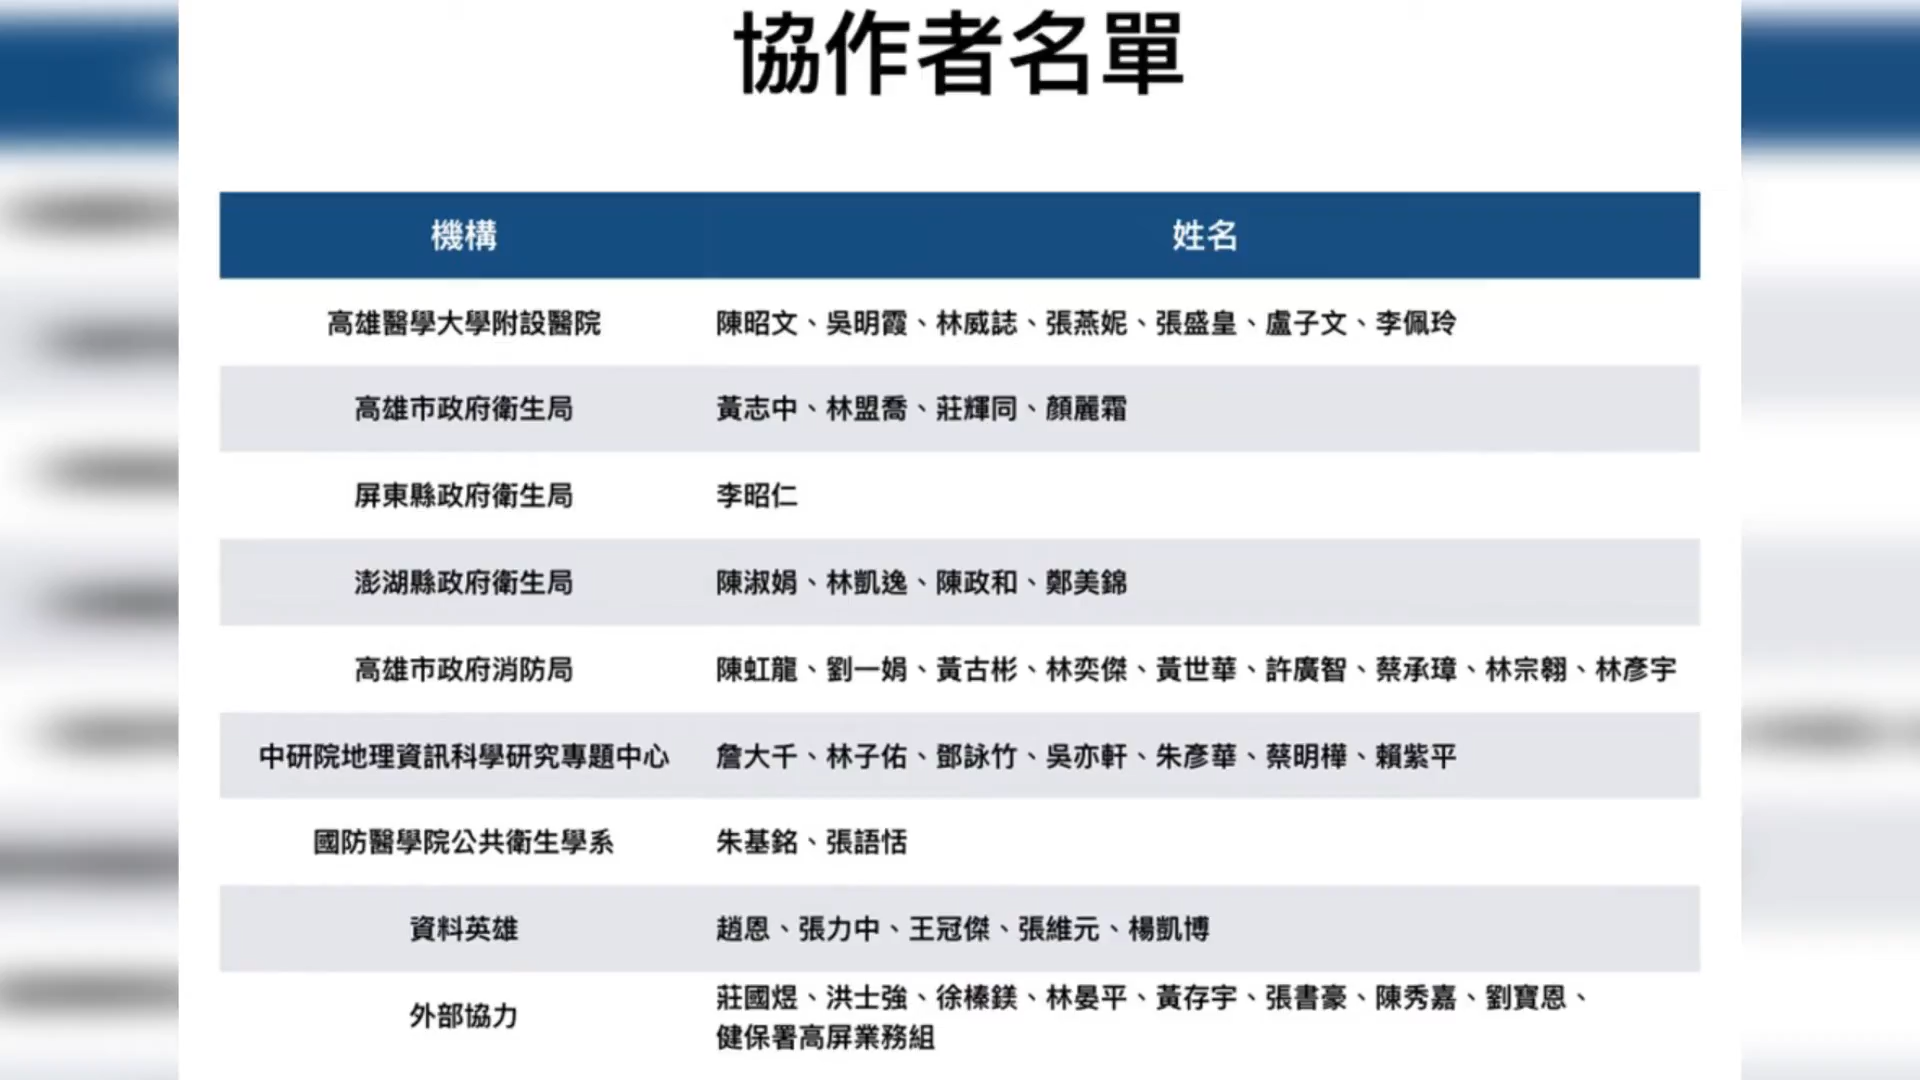 協作者名單
機構 姓名
高雄醫學大學附設醫院 陳昭文、吳明霞、林威誌、張燕妮、張盛皇、盧子文、李佩玲
高雄市政府衛生局 黃志中、林盟喬、莊輝同、顏麗霜
屏東縣政府衛生局 李昭仁
澎湖縣政府衛生局 陳淑娟、林凱逸、陳政和、鄭美錦
高雄市政府消防局 陳虹龍、劉一娟、黃古彬、林奕傑、黃世華、許廣智、蔡承璋、林宗翱、林彥宇
中研院地理資訊科學研究專題中心 詹大千、林子佑、鄧詠竹、吳亦軒、朱彥華、蔡明樺、賴紫平
國防醫學院公共衛生學系 朱基銘、張語恬
資料英雄 趙恩、張力中、王冠傑、張維元、楊凱博
外部協力 莊國煜、洪士強、徐榛鎂、林晏平、黃存宇、張書豪、陳秀嘉、劉寶恩、
健保署高屏業務組